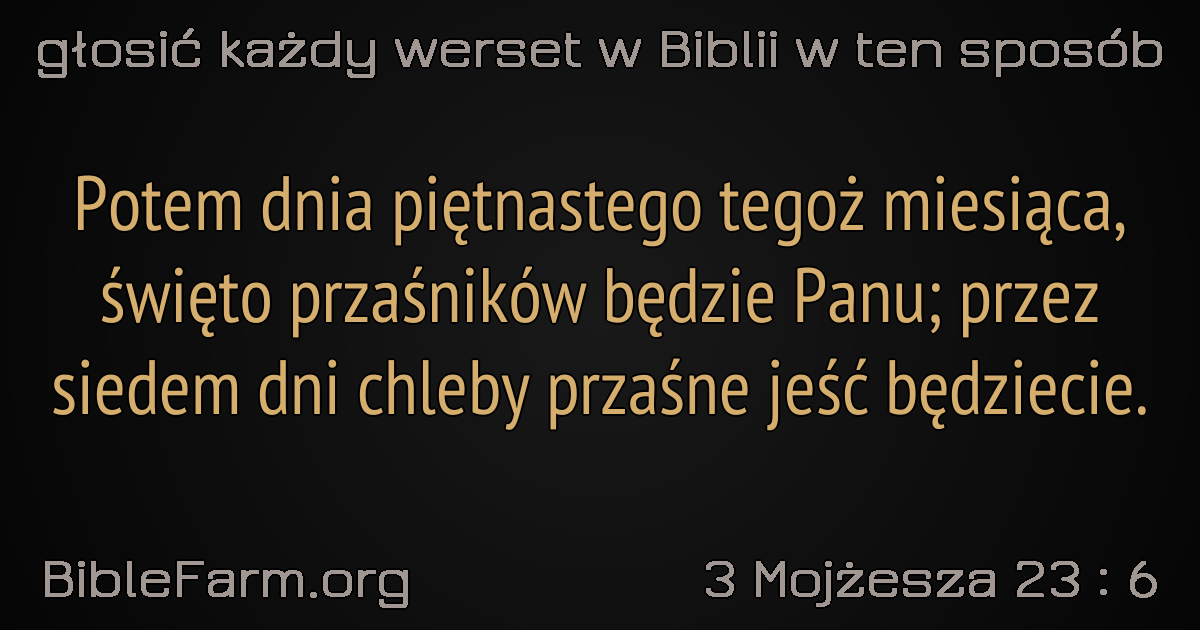 głosić każdy werset w Biblii w ten sposób
Potem dnia piętnastego tegoż miesiąca,
święto przaśników będzie Panu; przez
siedem dni chleby przaśne jeść będziecie.
BibleFarm.org
3 Mojżesza 23 : 6